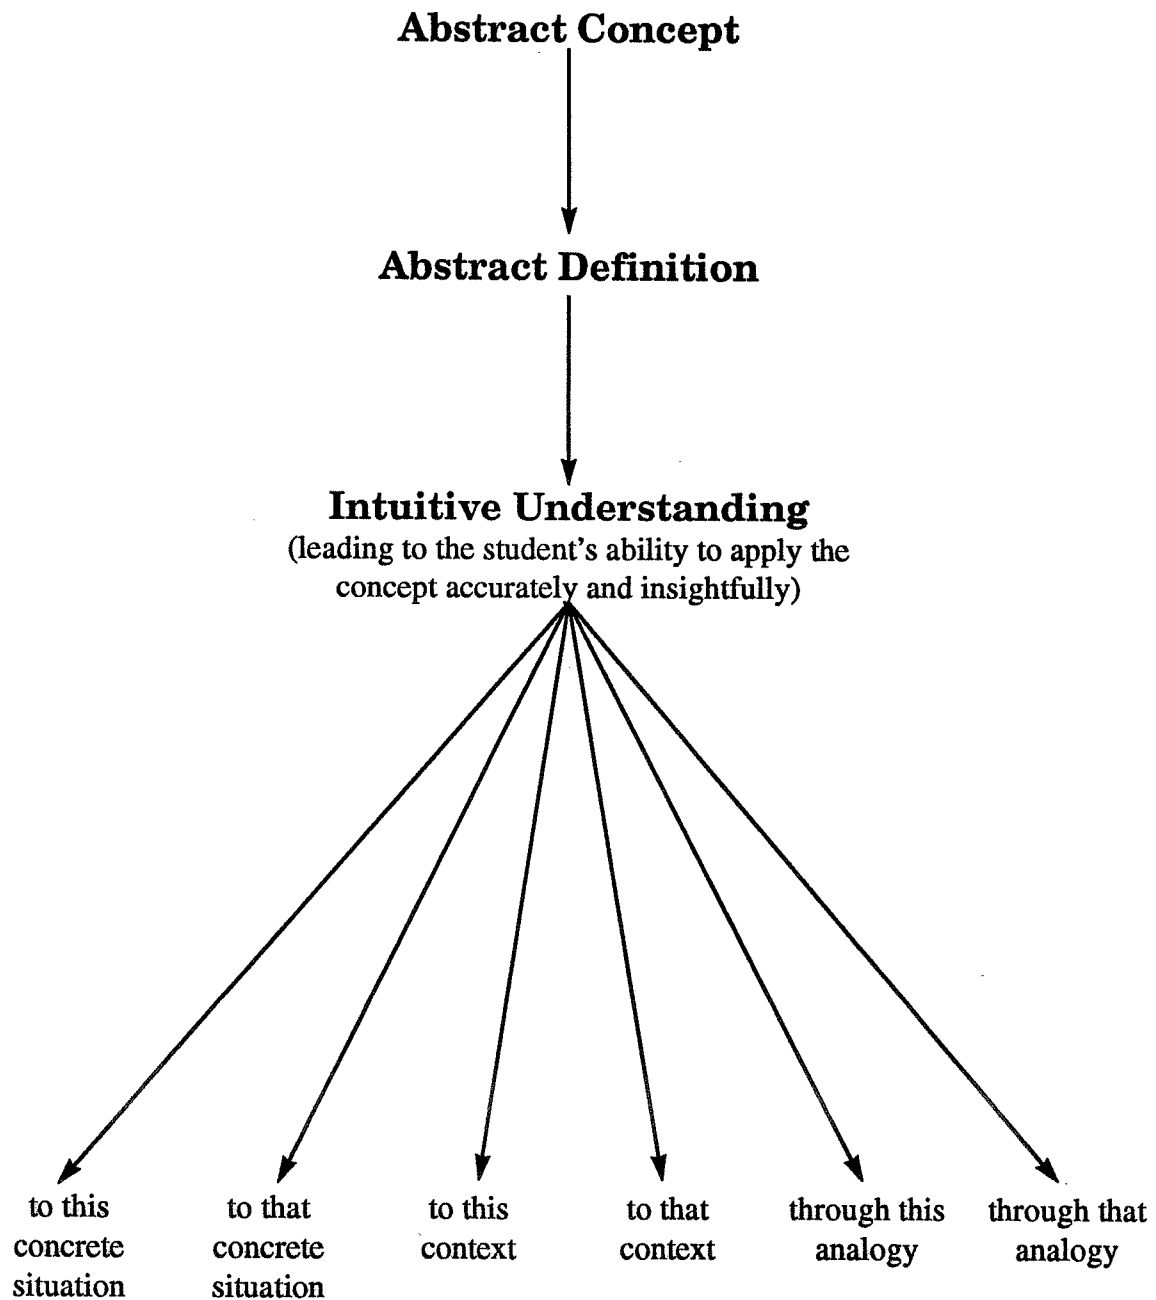 Abstract Concept
Abstract Definition
Intuitive Understanding
(leading to the student's ability to apply the
concept accurately and insightfully)
to this
concrete
situation
to that
concrete
situation
to this
context
to that
context
through this
analogy
through that
analogy